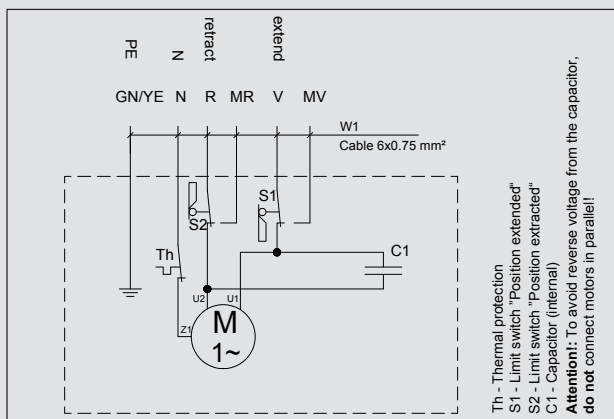 PE
N
retract
extend
GN/YE N R MR V MV
W1
Cable 6x0.75 mm²
S1
S2
Th
C1
U2 U1
Z1
M
1~
Th - Thermal protection
S1 - Limit switch "Position extended"
S2 - Limit switch "Position extracted"
C1 - Capacitor (internal)
Attention!: To avoid reverse voltage from the capacitor,
do not connect motors in parallel!